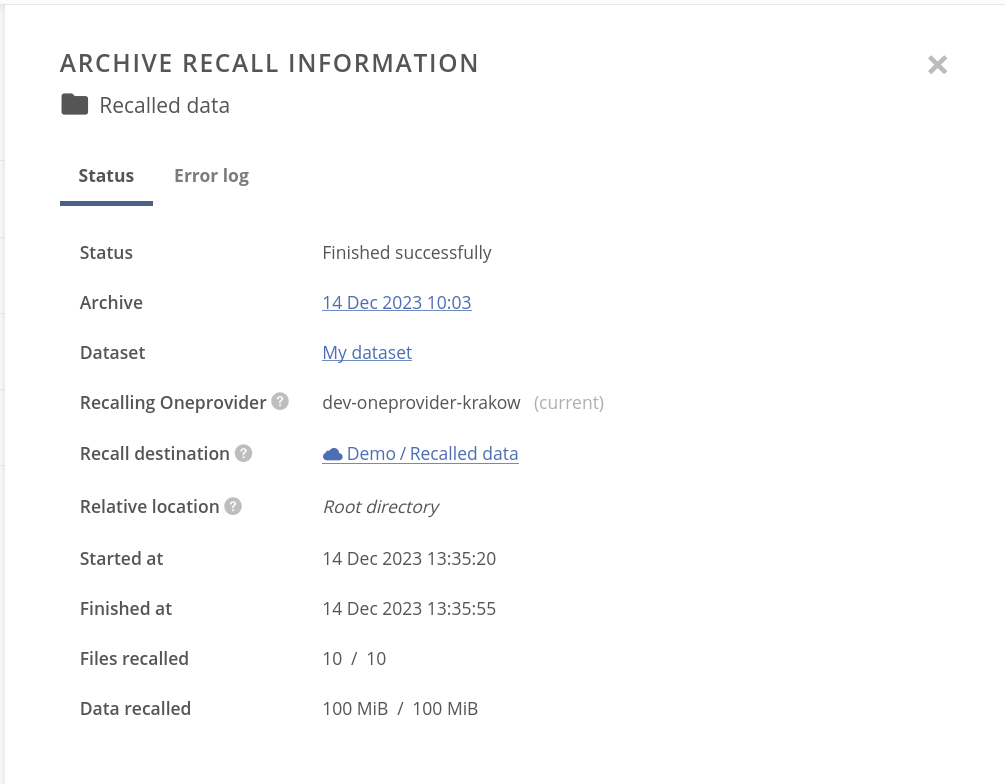 ARCHIVE RECALL INFORMATION
Recalled data
Status Error log
Status Finished successfully
Archive 14 Dec 2023 10:03
Dataset My dataset
Recalling Oneprovider ? dev-oneprovider-krakow (current)
Recall destination ? Demo / Recalled data
Relative location ? Root directory
Started at 14 Dec 2023 13:35:20
Finished at 14 Dec 2023 13:35:55
Files recalled 10 / 10
Data recalled 100 MiB / 100 MiB